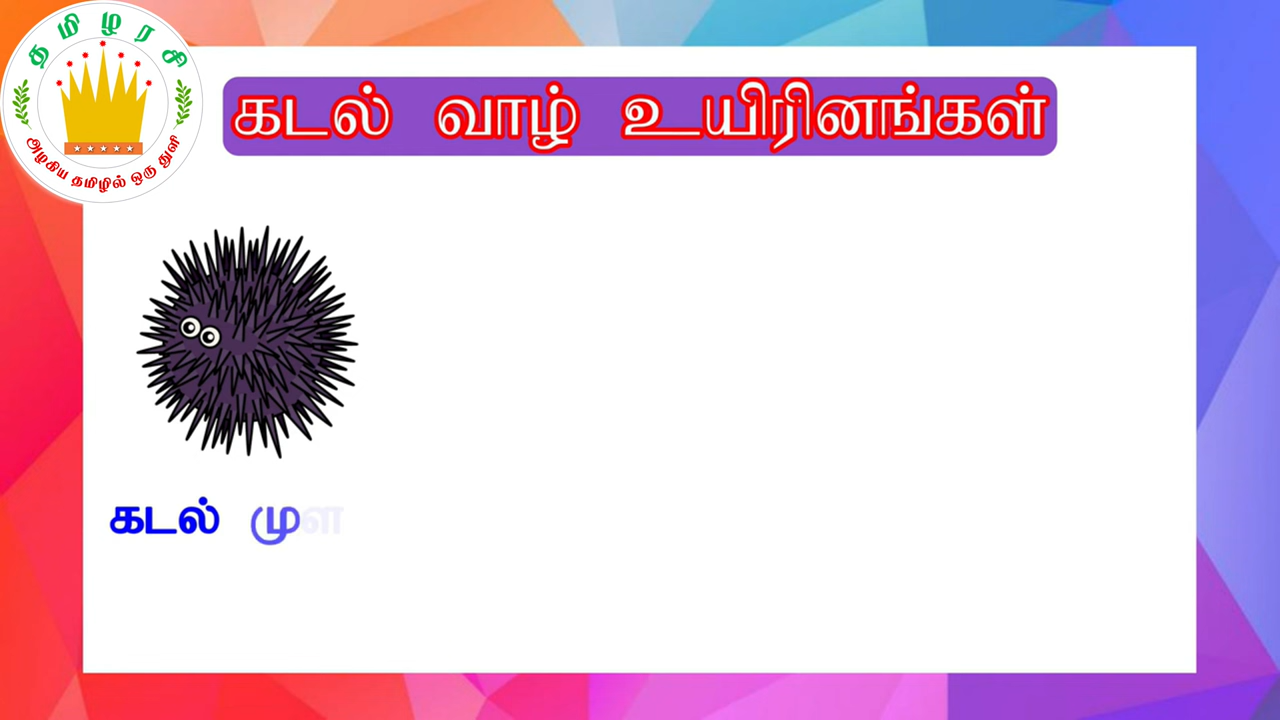 தமிழரசி
அழகிய தமிழில் ஒரு துளி
கடல் வாழ் உயிரினங்கள்
கடல் முள